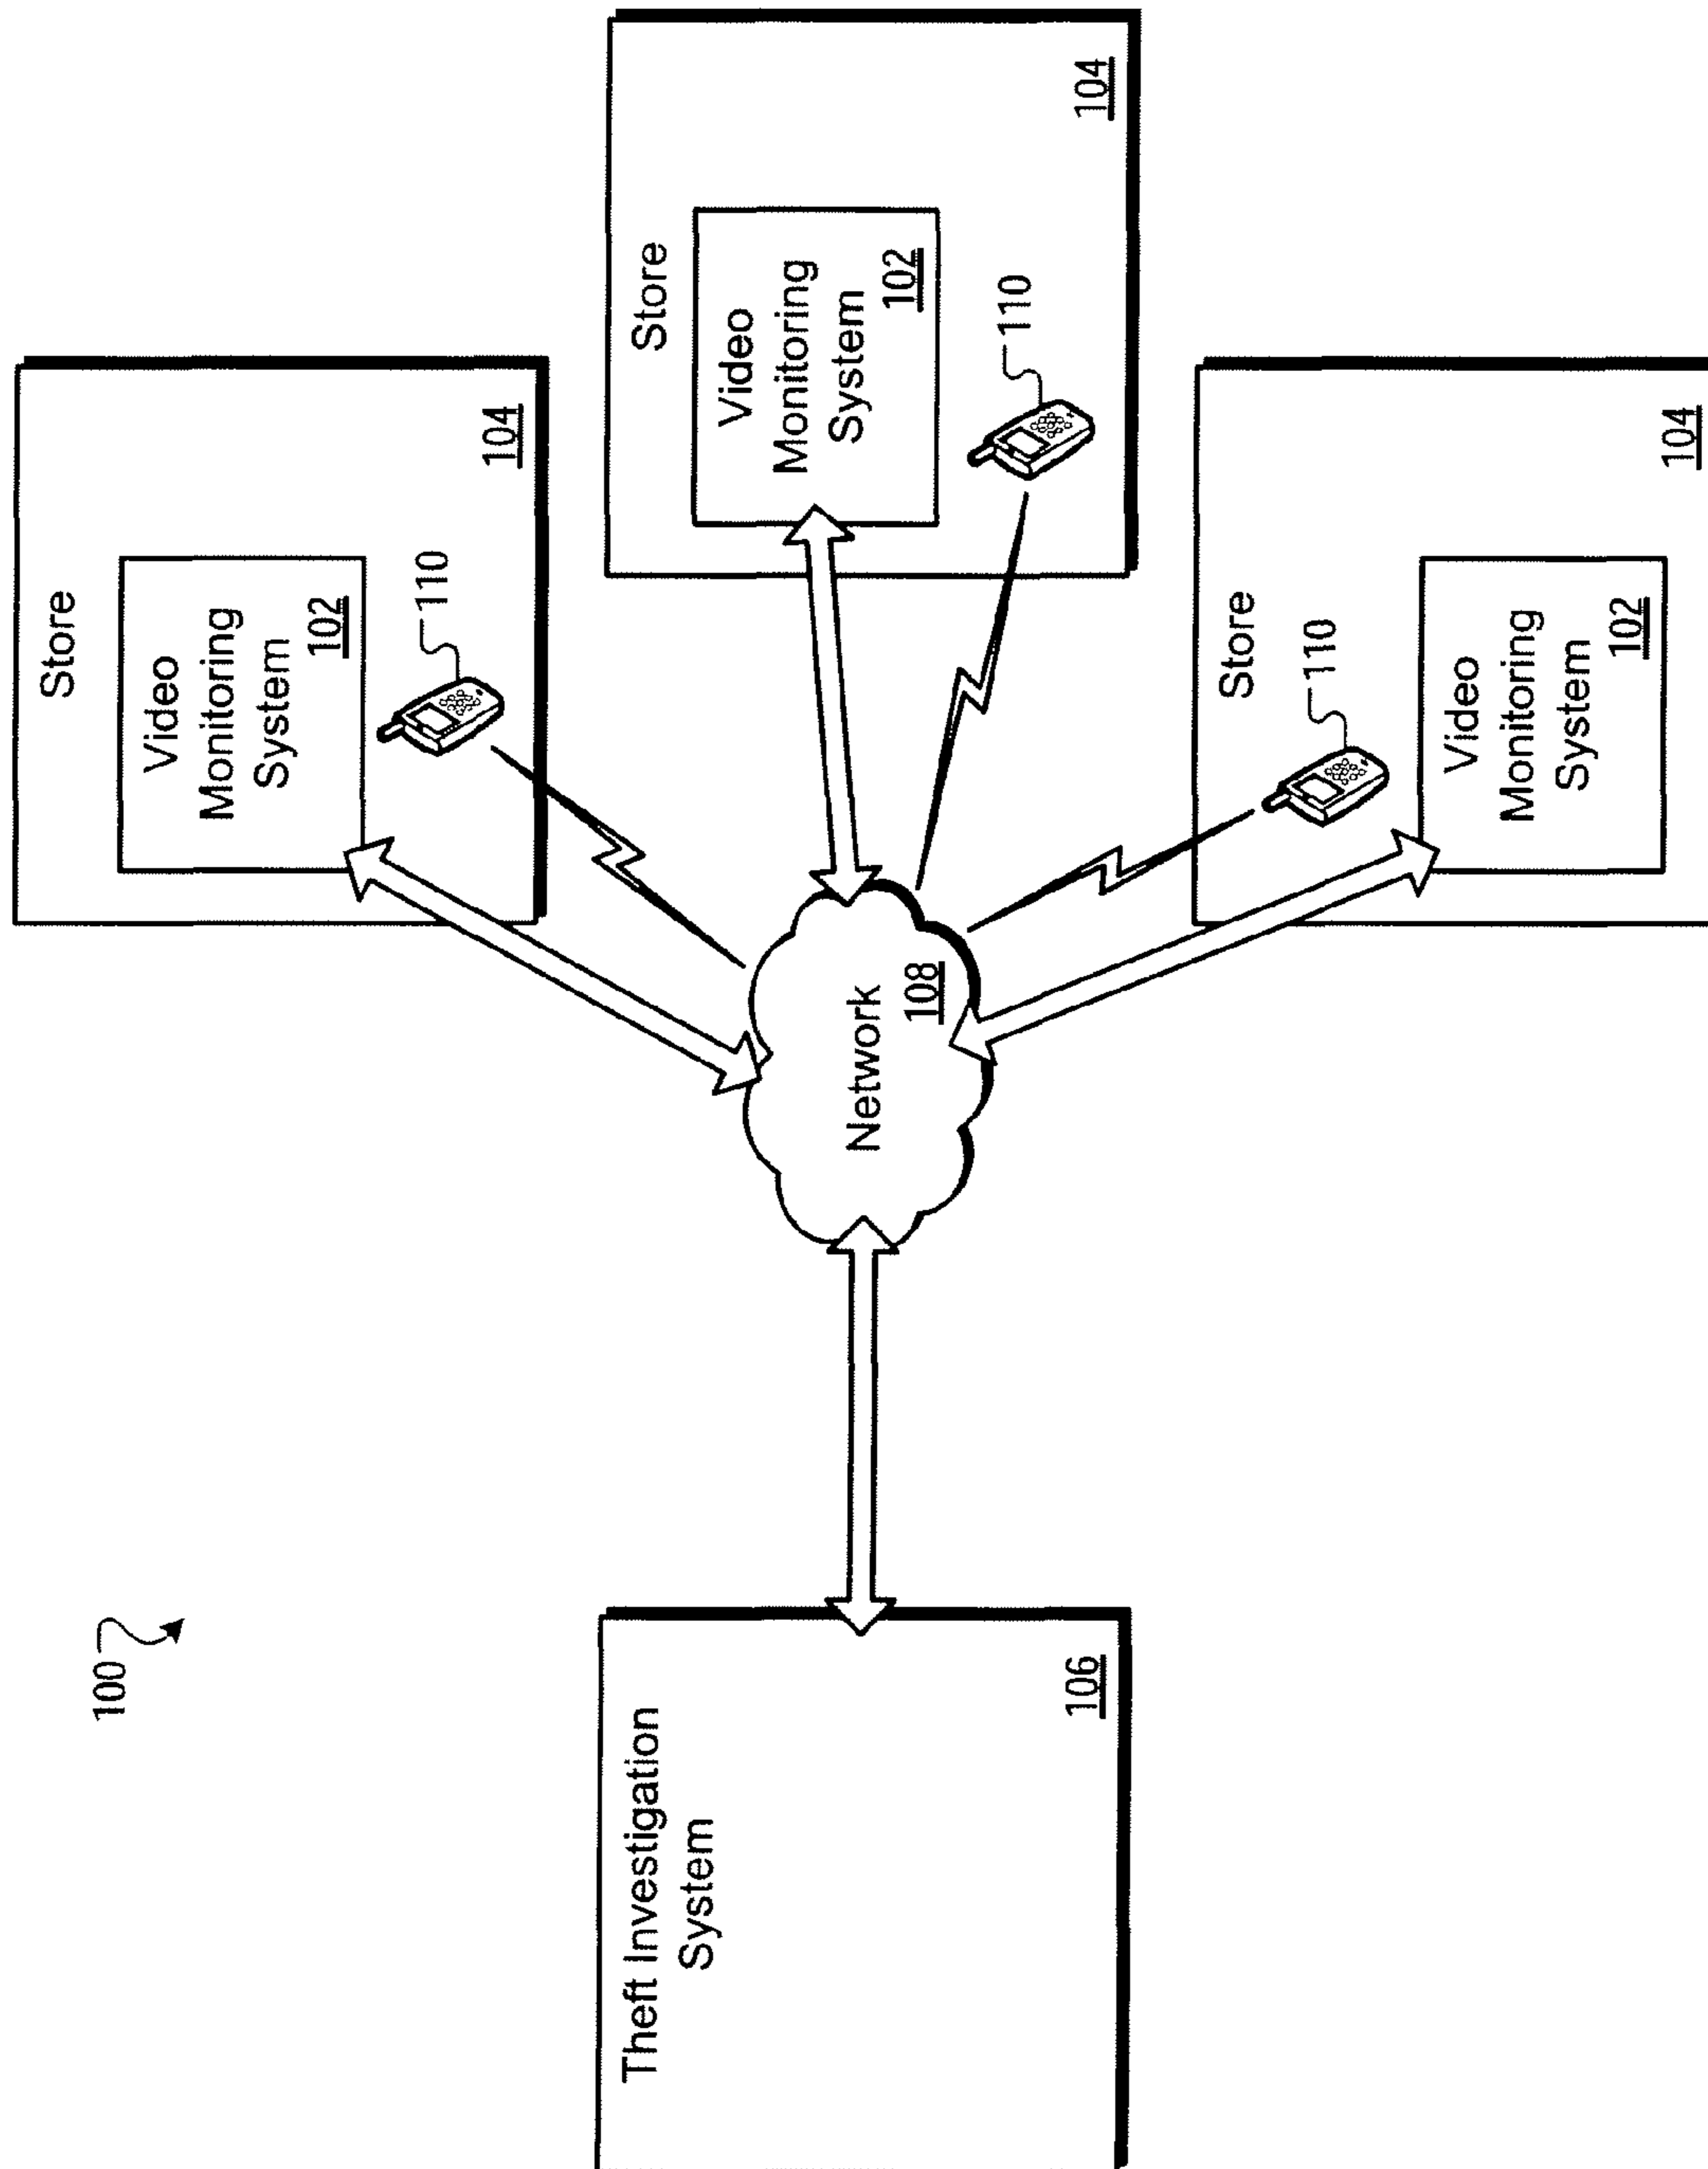 100
Store
Video
Monitoring
System
102
110
104
Theft Investigation
System
106
Network
108
Store
Video
Monitoring
System
102
110
104
Store
110
Video
Monitoring
System
102
104